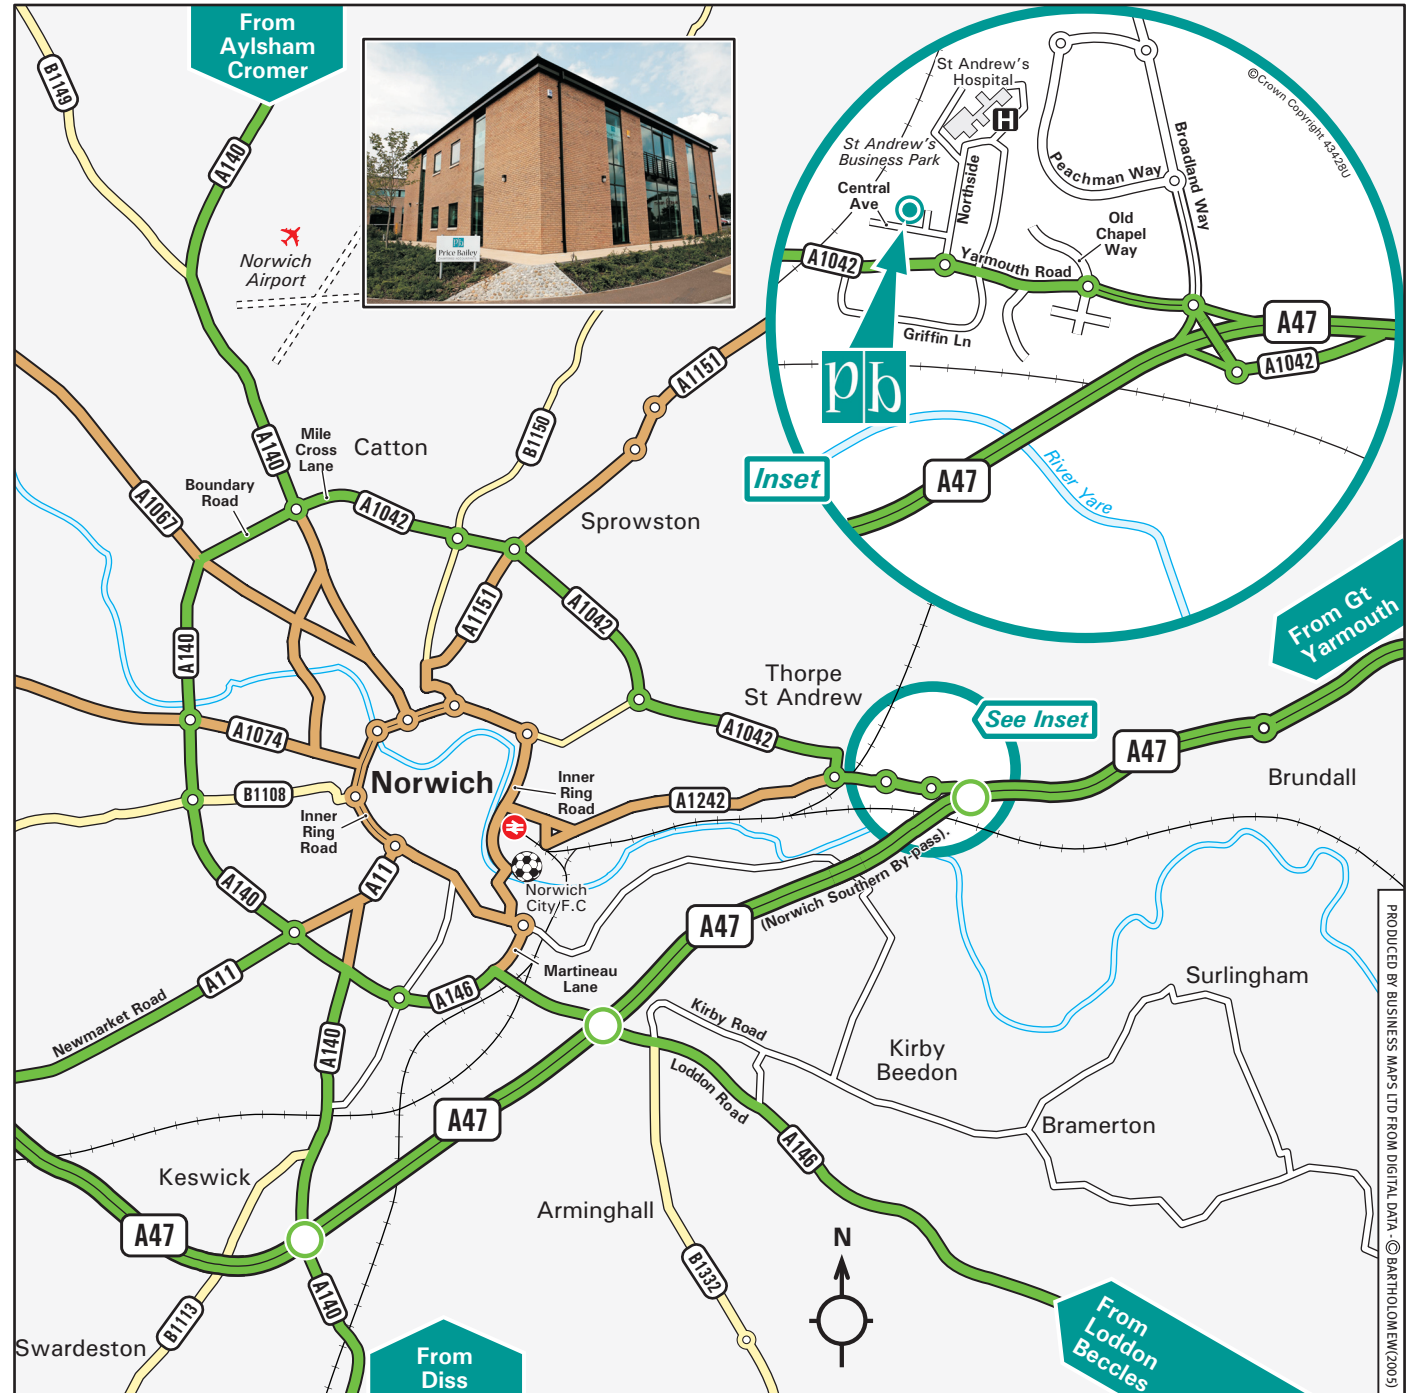 From
Aylsham
Cromer
B1149
A140
Norwich
Airport
pb
Price Bailey
St Andrew's
Hospital
H
St Andrew's
Business Park
Central
Ave
Northside
Peachman Way
Broadland Way
Old
Chapel
Way
A1042
Yarmouth Road
Griffin Ln
A47
A1042
pb
A47
River Yare
Inset
©Crown Copyright 43428U
A1151
B1150
A140
Mile
Cross
Lane
Catton
Boundary
Road
A1067
A1042
Sprowston
A1151
A1042
A140
Thorpe
St Andrew
See Inset
From Gt
Yarmouth
A1074
A1042
A47
Brundall
Norwich
Inner
Ring
Road
B1108
A1242
Inner
Ring
Road
A11
A140
Norwich
City F.C
(Norwich Southern By-pass).
A47
A11
Newmarket Road
A146
Martineau
Lane
Surlingham
Kirby Road
Kirby
Beedon
A140
Loddon Road
A47
Bramerton
A146
Keswick
Arminghall
A47
N
B1332
A140
B1113
Swardeston
From
Diss
From
Loddon
Beccles
PRODUCED BY BUSINESS MAPS LTD FROM DIGITAL DATA - © BARTHOLOMEW(2005)